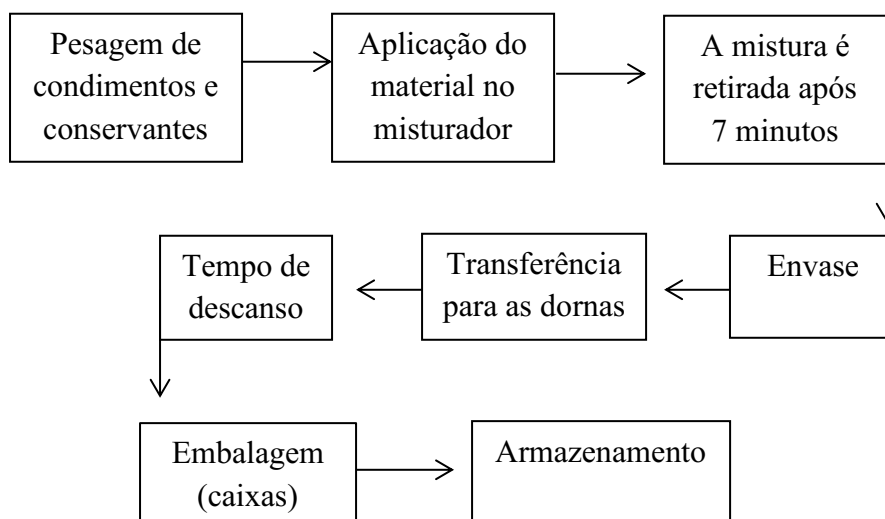 Pesagem de
condimentos e
conservantes
Aplicação do
material no
misturador
A mistura é
retirada após
7 minutos
Envase
Transferência
para as dornas
Tempo de
descanso
Embalagem
(caixas)
Armazenamento